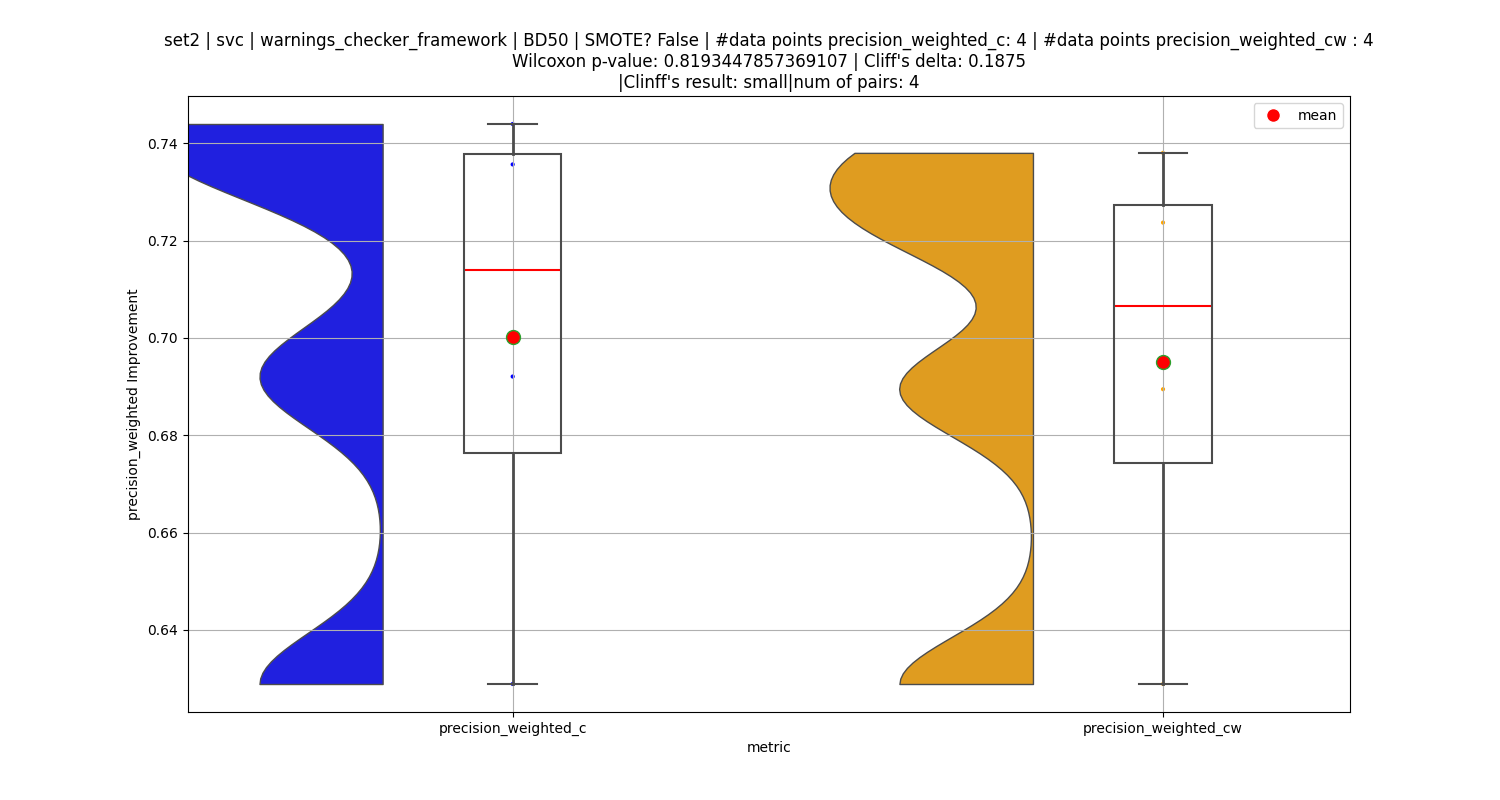 set2 | svc | warnings_checker_framework | BD50 | SMOTE? False | #data points precision_weighted_c: 4 | #data points precision_weighted_cw : 4
Wilcoxon p-value: 0.8193447857369107 | Cliff's delta: 0.1875
|Clinff's result: small|num of pairs: 4
mean
0.74
0.72
0.70
0.68
0.66
0.64
precision_weighted Improvement
precision_weighted_c
precision_weighted_cw
metric